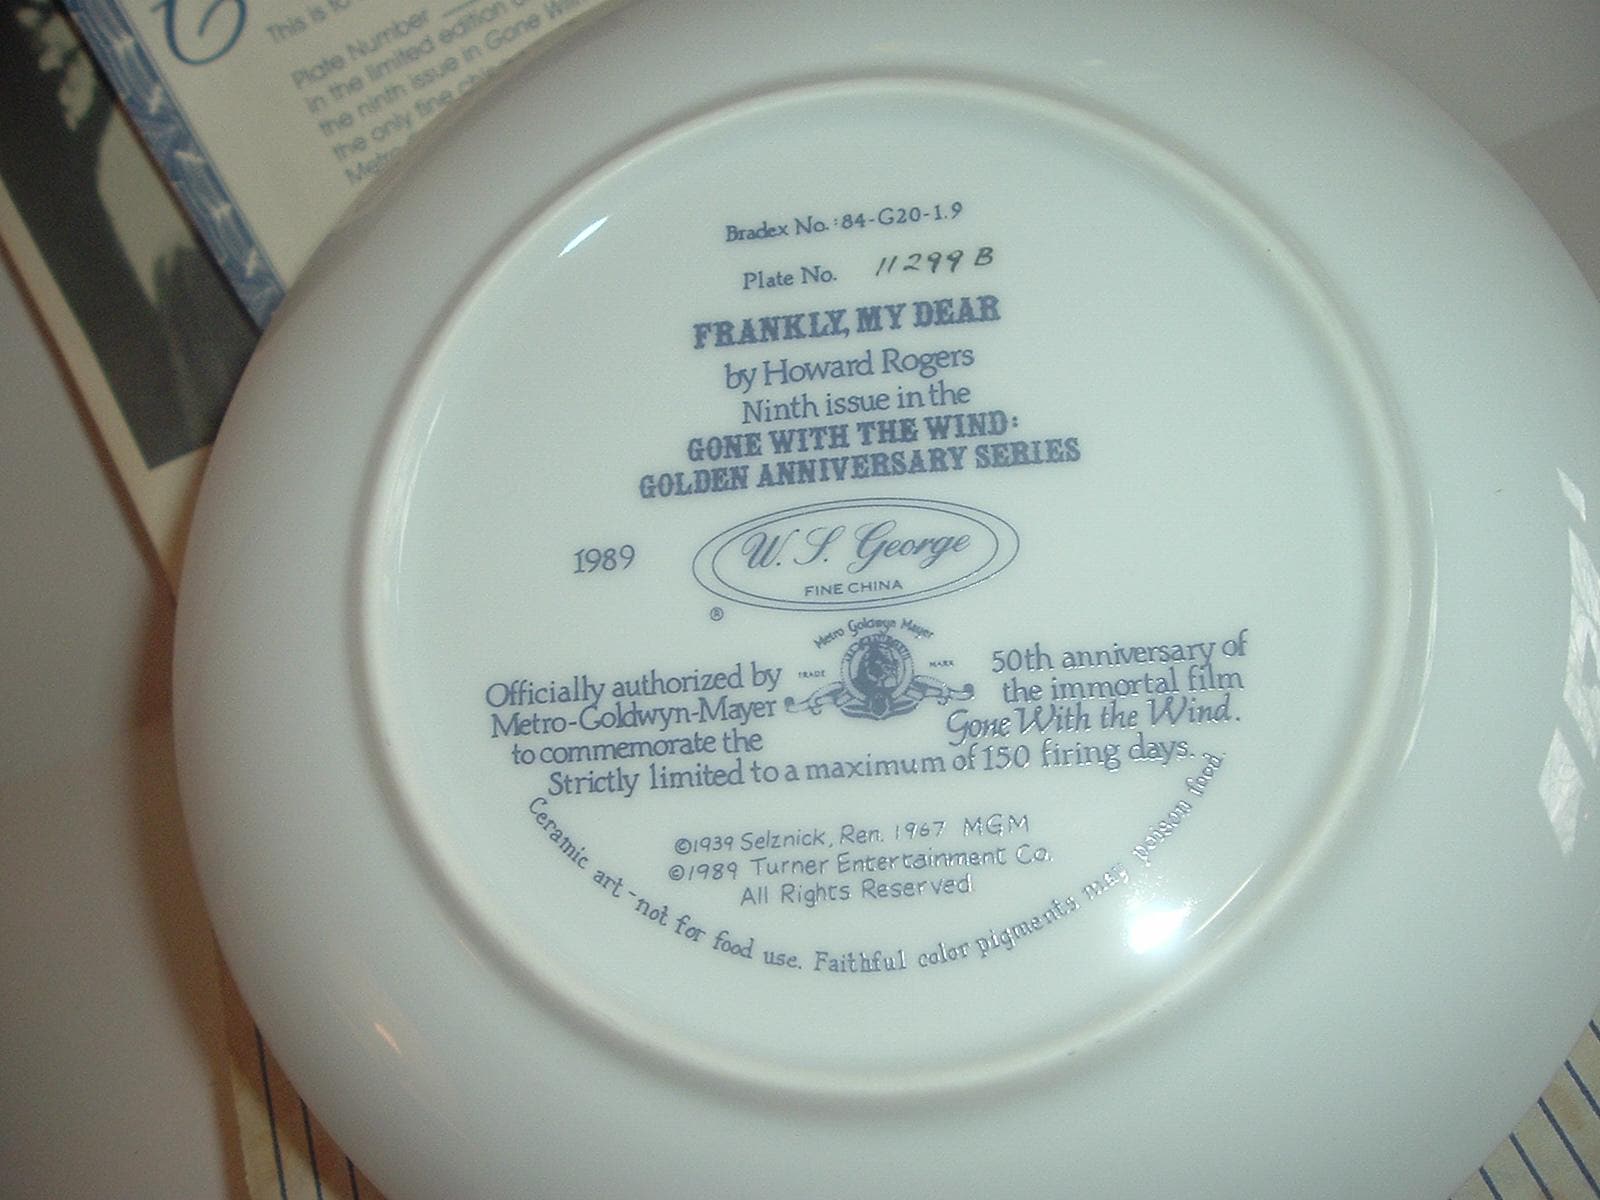 This is to
Plate Number
in the limited edition
the ninth issue in Gone With
the only fine china
Metro
Bradex No.:84-G20-1.9
Plate No. 11299 B
FRANKLY, MY DEAR
by Howard Rogers
Ninth issue in the
GONE WITH THE WIND:
GOLDEN ANNIVERSARY SERIES
1989
W. S. George
FINE CHINA
®
Metro Goldwyn Mayer
TRADE MARK
Officially authorized by
Metro-Goldwyn-Mayer
to commemorate the
50th anniversary of
the immortal film
Gone With the Wind.
Strictly limited to a maximum of 150 firing days.
©1939 Selznick, Ren. 1967 MGM
©1989 Turner Entertainment Co.
All Rights Reserved
Ceramic art-not for food use. Faithful color pigments may poison food.